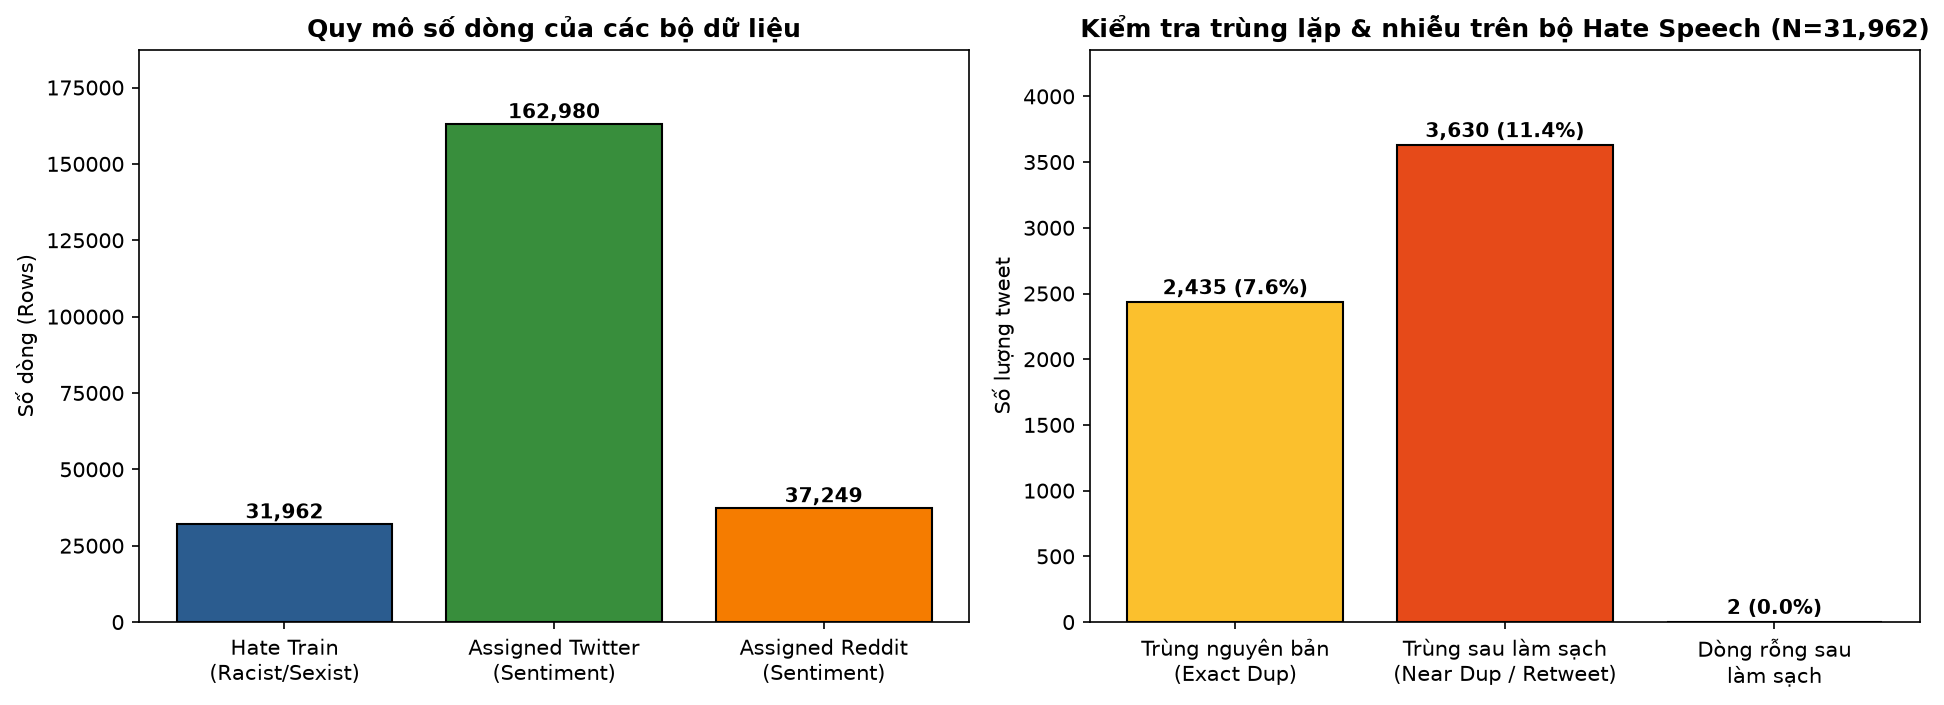 Quy mô số dòng của các bộ dữ liệu
Số dòng (Rows)
175000
150000
125000
100000
75000
50000
25000
0
31,962
162,980
37,249
Hate Train
(Racist/Sexist)
Assigned Twitter
(Sentiment)
Assigned Reddit
(Sentiment)
Kiểm tra trùng lặp & nhiễu trên bộ Hate Speech (N=31,962)
Số lượng tweet
4000
3500
3000
2500
2000
1500
1000
500
0
2,435 (7.6%)
3,630 (11.4%)
2 (0.0%)
Trùng nguyên bản
(Exact Dup)
Trùng sau làm sạch
(Near Dup / Retweet)
Dòng rỗng sau
làm sạch